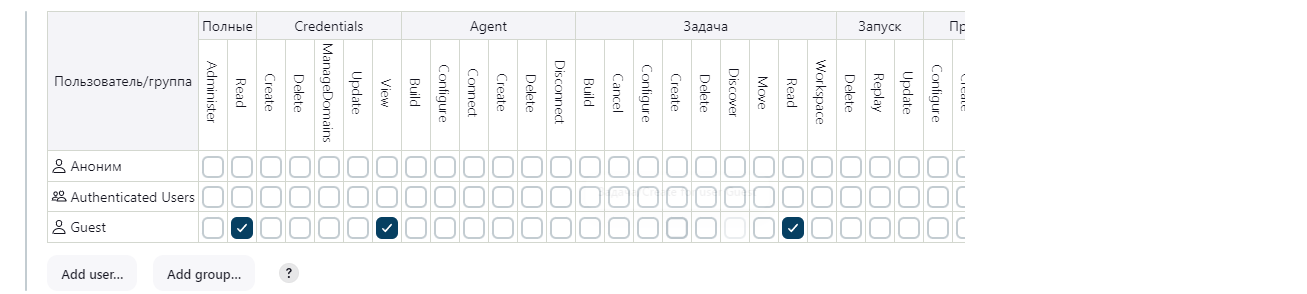 Пользователь/группа
Полные
Credentials
Agent
Задача
Запуск
Administer
Read
Create
Delete
ManageDomains
Update
View
Build
Configure
Connect
Create
Delete
Disconnect
Build
Cancel
Configure
Create
Delete
Discover
Move
Read
Workspace
Delete
Replay
Update
Configure
Аноним
Authenticated Users
Guest
Add user...
Add group...
?